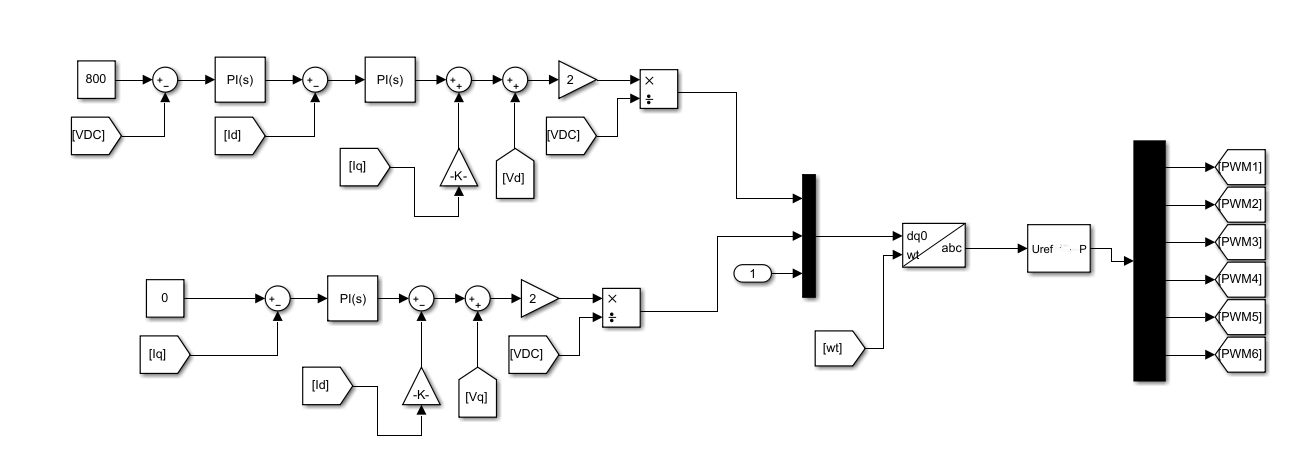 800
PI(s)
PI(s)
2
×
÷
[VDC]
[Id]
[VDC]
[Iq]
-K-
[Vd]
[PWM1]
[PWM2]
dq0
wt
abc
Uref
P
[PWM3]
1
[PWM4]
0
PI(s)
2
×
÷
[PWM5]
[Iq]
[VDC]
[wt]
[PWM6]
[Id]
-K-
[Vq]